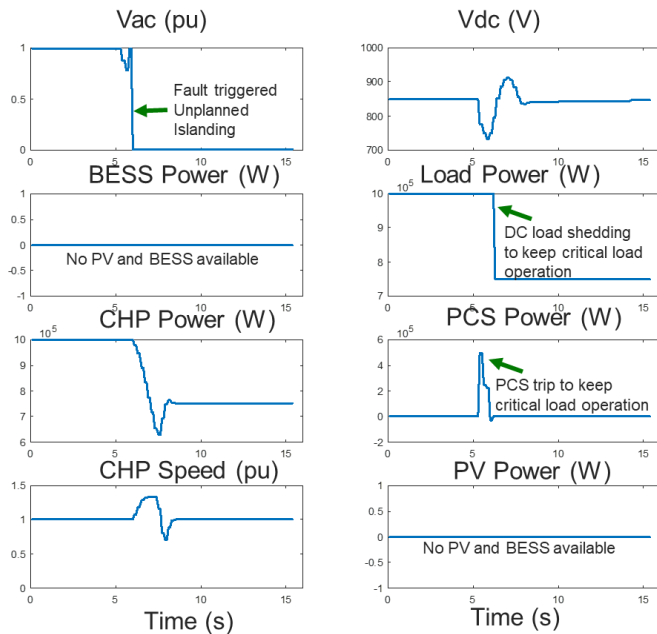 Vac (pu)
1
0.5
0
0 5 10 15
Fault triggered
Unplanned
Islanding
Vdc (V)
1000
900
800
700
0 5 10 15
BESS Power (W)
1
0.5
0
-0.5
-1
0 5 10 15
No PV and BESS available
Load Power (W)
10 10^5
9
8
7
0 5 10 15
DC load shedding
to keep critical load
operation
CHP Power (W)
10 10^5
9
8
7
6
0 5 10 15
PCS Power (W)
6 10^5
4
2
0
-2
0 5 10 15
PCS trip to keep
critical load operation
CHP Speed (pu)
1.5
1
0.5
0
0 5 10 15
Time (s)
PV Power (W)
1
0.5
0
-0.5
-1
0 5 10 15
No PV and BESS available
Time (s)